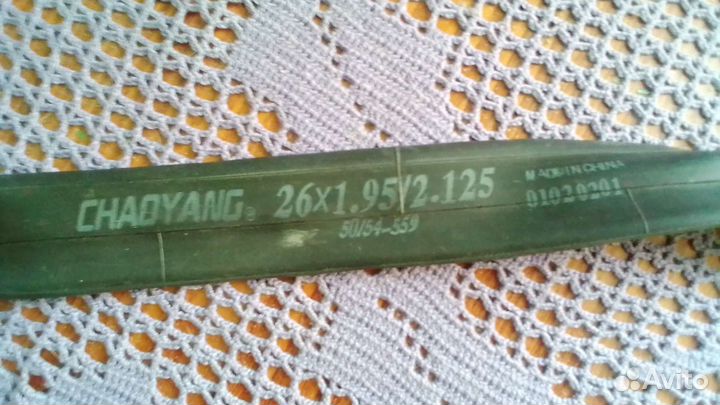 CHAOYANG® 26x1.95/2.125
50/54-559
MADE IN CHINA
01020201
Avito